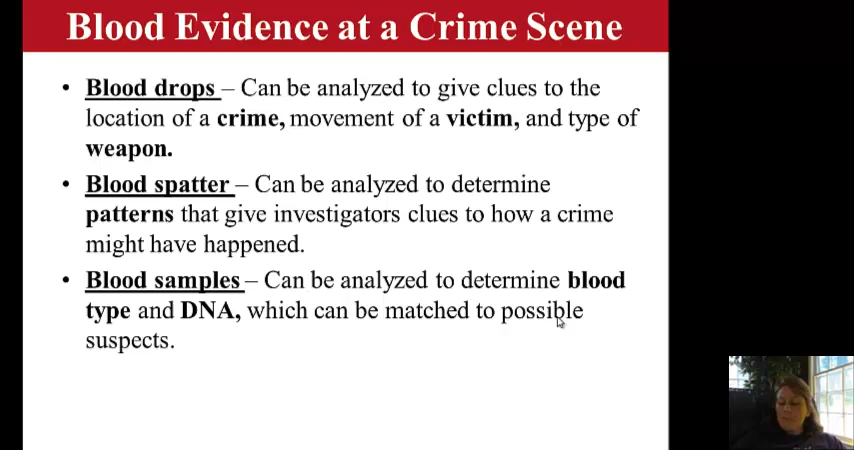 Blood Evidence at a Crime Scene
• Blood drops – Can be analyzed to give clues to the
location of a crime, movement of a victim, and type of
weapon.
• Blood spatter – Can be analyzed to determine
patterns that give investigators clues to how a crime
might have happened.
• Blood samples – Can be analyzed to determine blood
type and DNA, which can be matched to possible
suspects.